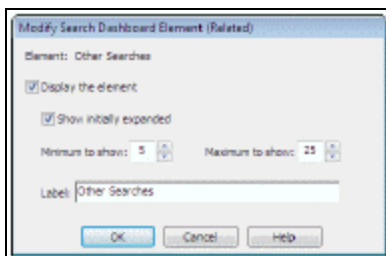 Modify Search Dashboard Element (Related)
Element: Other Searches
Display the element
Show initially expanded
Minimum to show: 5 Maximum to show: 25
Label: Other Searches
OK Cancel Help